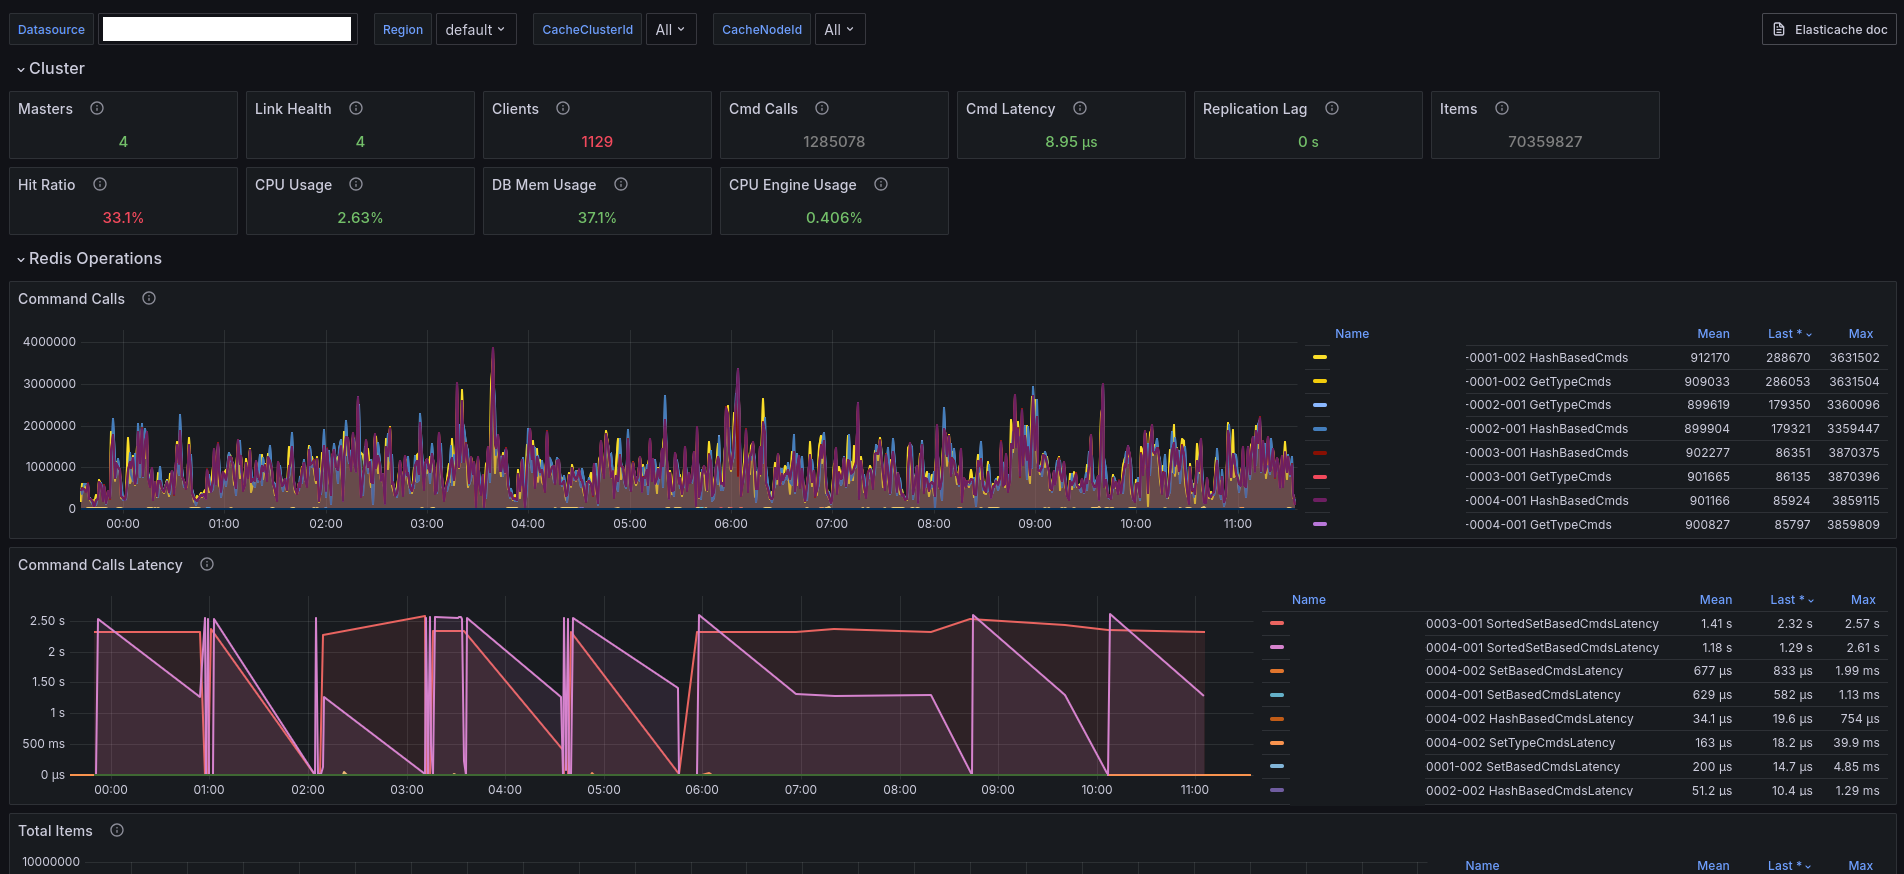 Datasource Region default CacheClusterId All CacheNodeId All Elasticache doc
Cluster
Masters Link Health Clients Cmd Calls Cmd Latency Replication Lag Items
4 4 1129 1285078 8.95 µs 0 s 70359827
Hit Ratio CPU Usage DB Mem Usage CPU Engine Usage
33.1% 2.63% 37.1% 0.406%
Redis Operations
Command Calls
4000000
3000000
2000000
1000000
0
00:00 01:00 02:00 03:00 04:00 05:00 06:00 07:00 08:00 09:00 10:00 11:00
Name Mean Last * Max
-0001-002 HashBasedCmds 912170 288670 3631502
-0001-002 GetTypeCmds 909033 286053 3631504
-0002-001 GetTypeCmds 899619 179350 3360096
-0002-001 HashBasedCmds 899904 179321 3359447
-0003-001 HashBasedCmds 902277 86351 3870375
-0003-001 GetTypeCmds 901665 86135 3870396
-0004-001 HashBasedCmds 901166 85924 3859115
-0004-001 GetTypeCmds 900827 85797 3859809
Command Calls Latency
2.50 s
2 s
1.50 s
1 s
500 ms
0 µs
00:00 01:00 02:00 03:00 04:00 05:00 06:00 07:00 08:00 09:00 10:00 11:00
Name Mean Last * Max
0003-001 SortedSetBasedCmdsLatency 1.41 s 2.32 s 2.57 s
0004-001 SortedSetBasedCmdsLatency 1.18 s 1.29 s 2.61 s
0004-002 SetBasedCmdsLatency 677 µs 833 µs 1.99 ms
0004-001 SetBasedCmdsLatency 629 µs 582 µs 1.13 ms
0004-002 HashBasedCmdsLatency 34.1 µs 19.6 µs 754 µs
0004-002 SetTypeCmdsLatency 163 µs 18.2 µs 39.9 ms
0001-002 SetBasedCmdsLatency 200 µs 14.7 µs 4.85 ms
0002-002 HashBasedCmdsLatency 51.2 µs 10.4 µs 1.29 ms
Total Items
10000000
Name Mean Last * Max